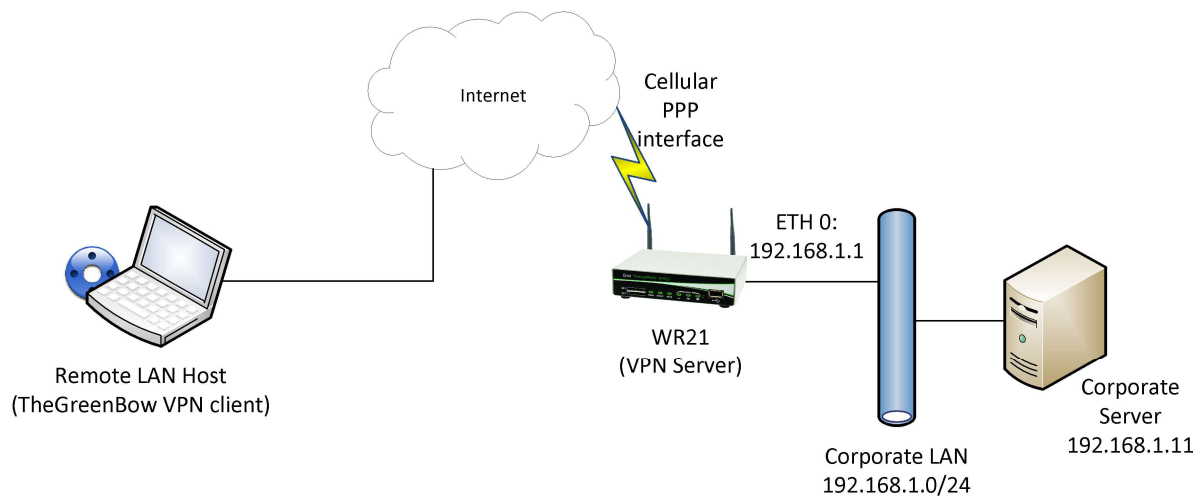 Internet
Cellular
PPP
interface
ETH 0:
192.168.1.1
WR21
(VPN Server)
Remote LAN Host
(TheGreenBow VPN client)
Corporate
Server
192.168.1.11
Corporate LAN
192.168.1.0/24